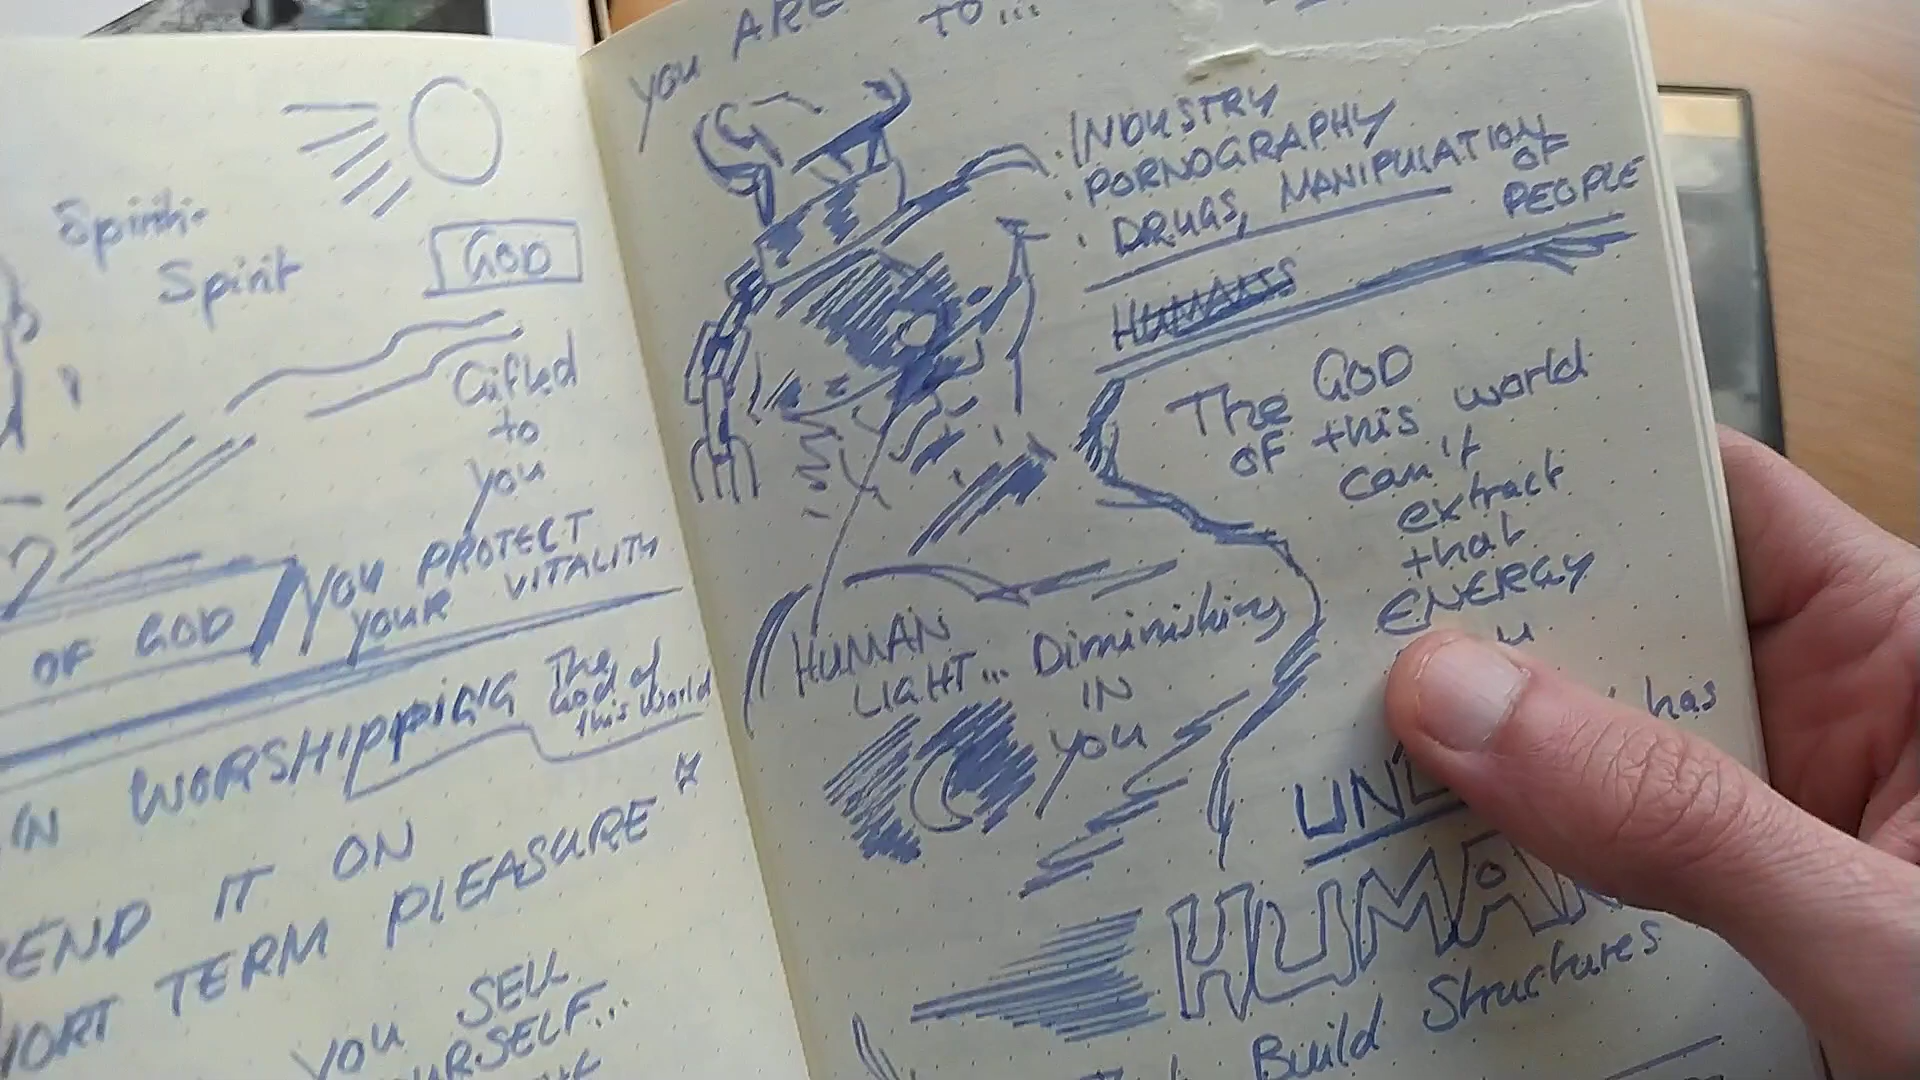 Spirit
GOD
Gifted
to
you
OF GOD
YOU PROTECT
YOUR VITALITY
IN WORSHIPPING The
God of
this World
END IT ON
HORT TERM PLEASURE
YOU SELL
URSELF...
YOU ARE
TO...
INDUSTRY
PORNOGRAPHY
DRUGS, MANIPULATION
OF
PEOPLE
HUMANS
The GOD
OF this world
can't
extract
that
ENERGY
has
HUMAN
LIGHT... Diminishing
IN
you
HUMA
Build Structures